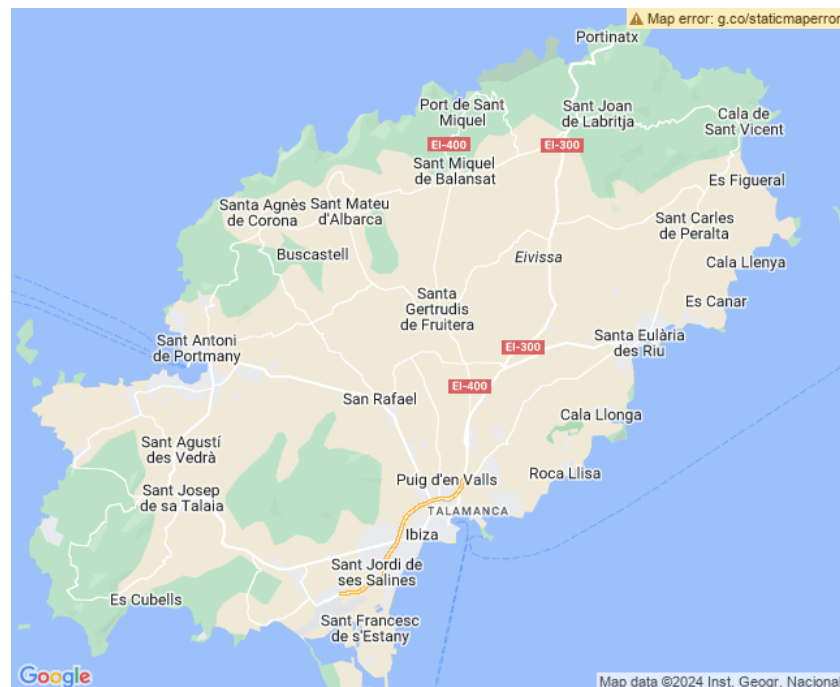 ⚠ Map error: g.co/staticmaperror
Portinatx
Port de Sant
Miquel
Sant Joan
de Labritja
Cala de
Sant Vicent
EI-400
EI-300
Sant Miquel
de Balansat
Es Figueral
Santa Agnès
de Corona
Sant Mateu
d'Albarca
Sant Carles
de Peralta
Buscastell
Eivissa
Cala Llenya
Santa
Gertrudis
de Fruitera
Es Canar
Sant Antoni
de Portmany
Santa Eulària
des Riu
EI-300
EI-400
San Rafael
Cala Llonga
Sant Agustí
des Vedrà
Roca Llisa
Puig d'en Valls
Sant Josep
de sa Talaia
TALAMANCA
Ibiza
Sant Jordi de
ses Salines
Es Cubells
Sant Francesc
de s'Estany
Google
Map data ©2024 Inst. Geogr. Nacional